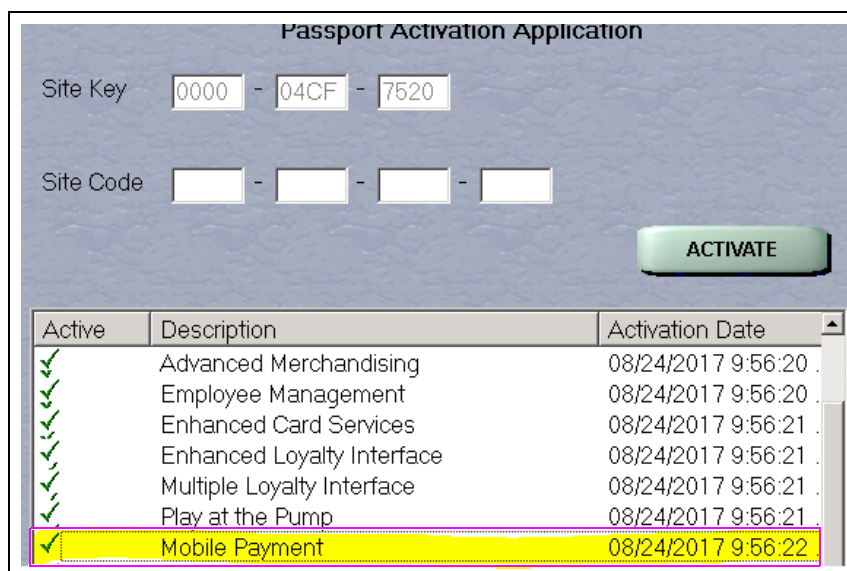 Passport Activation Application
Site Key 0000 - 04CF - 7520
Site Code - - -
ACTIVATE
Active Description Activation Date
Advanced Merchandising 08/24/2017 9:56:20 .
Employee Management 08/24/2017 9:56:20 .
Enhanced Card Services 08/24/2017 9:56:21 .
Enhanced Loyalty Interface 08/24/2017 9:56:21 .
Multiple Loyalty Interface 08/24/2017 9:56:21 .
Play at the Pump 08/24/2017 9:56:21 .
Mobile Payment 08/24/2017 9:56:22 .